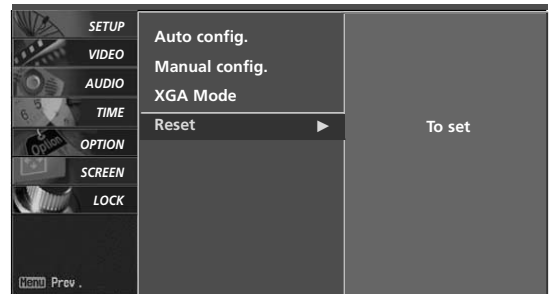 SETUP
VIDEO
AUDIO
TIME
OPTION
SCREEN
LOCK
Menu Prev .
Auto config.
Manual config.
XGA Mode
Reset ▶
To set